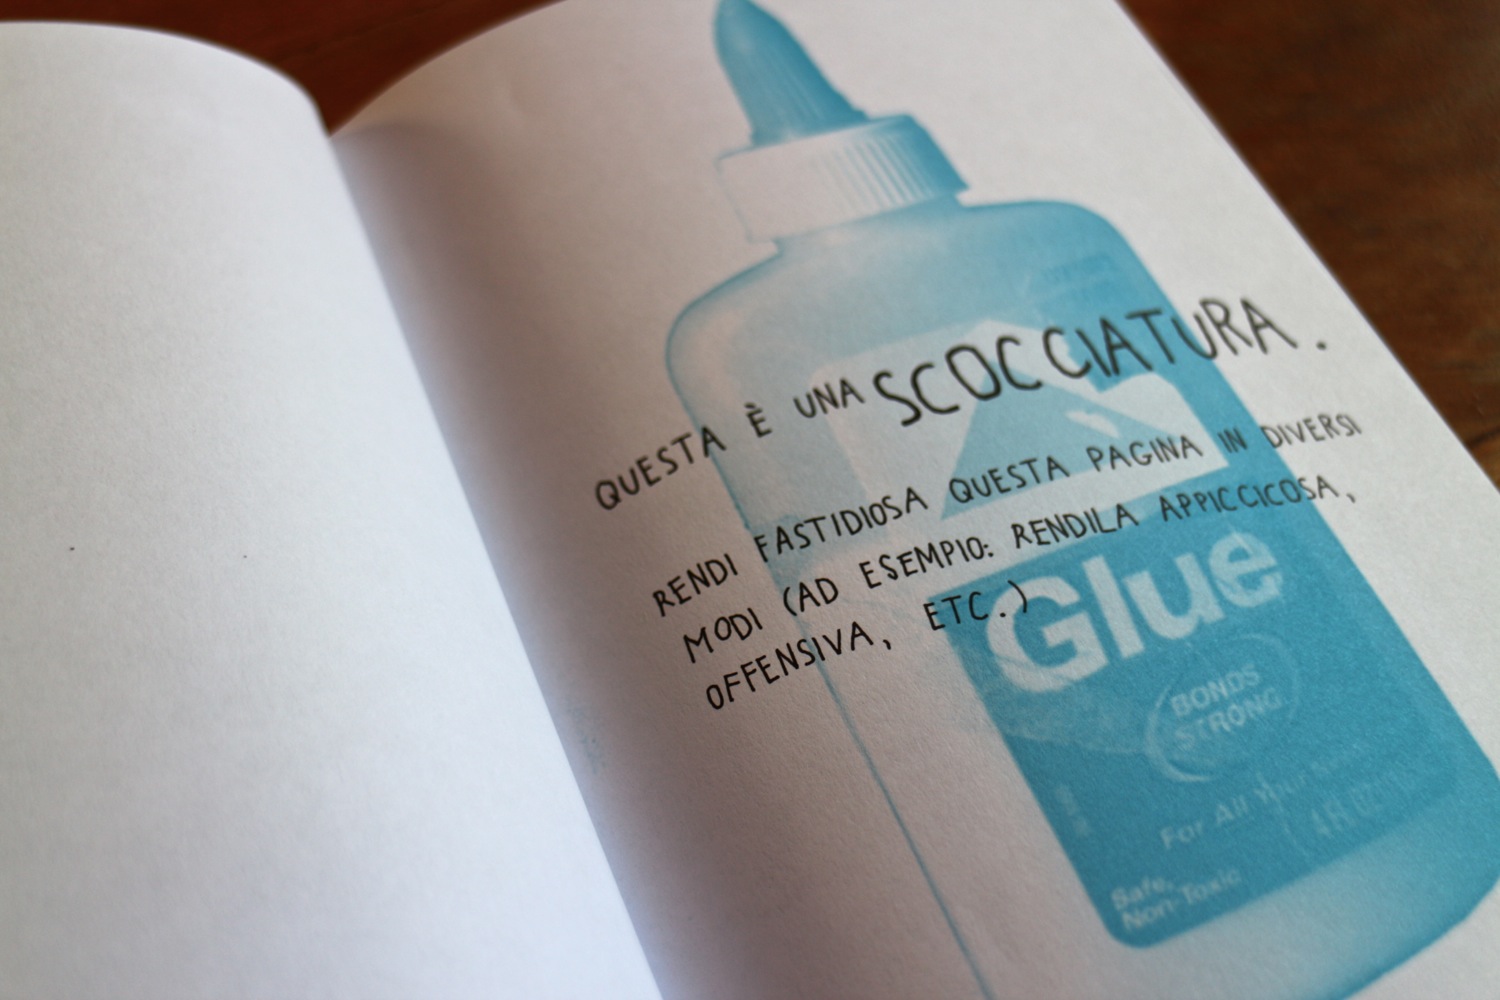 QUESTA È UNA SCOCCIATURA.
RENDI FASTIDIOSA QUESTA PAGINA IN DIVERSI
MODI (AD ESEMPIO: RENDILA APPICCICOSA,
OFFENSIVA, ETC.)
Glue
BONDS
STRONG
For All Your
Safe,
Non-Toxic